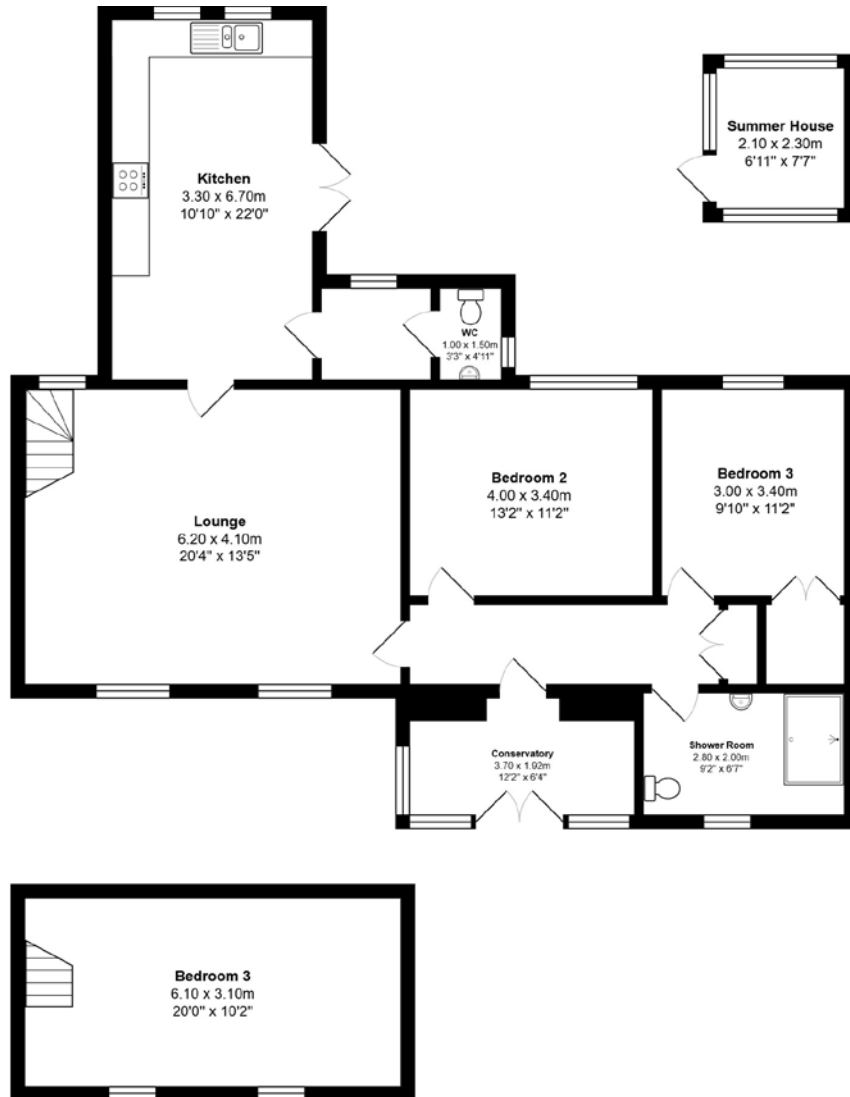 Kitchen
3.30 x 6.70m
10'10" x 22'0"
Summer House
2.10 x 2.30m
6'11" x 7'7"
WC
1.00 x 1.50m
3'3" x 4'11"
Lounge
6.20 x 4.10m
20'4" x 13'5"
Bedroom 2
4.00 x 3.40m
13'2" x 11'2"
Bedroom 3
3.00 x 3.40m
9'10" x 11'2"
Conservatory
3.70 x 1.92m
12'2" x 6'4"
Shower Room
2.80 x 2.00m
9'2" x 6'7"
Bedroom 3
6.10 x 3.10m
20'0" x 10'2"